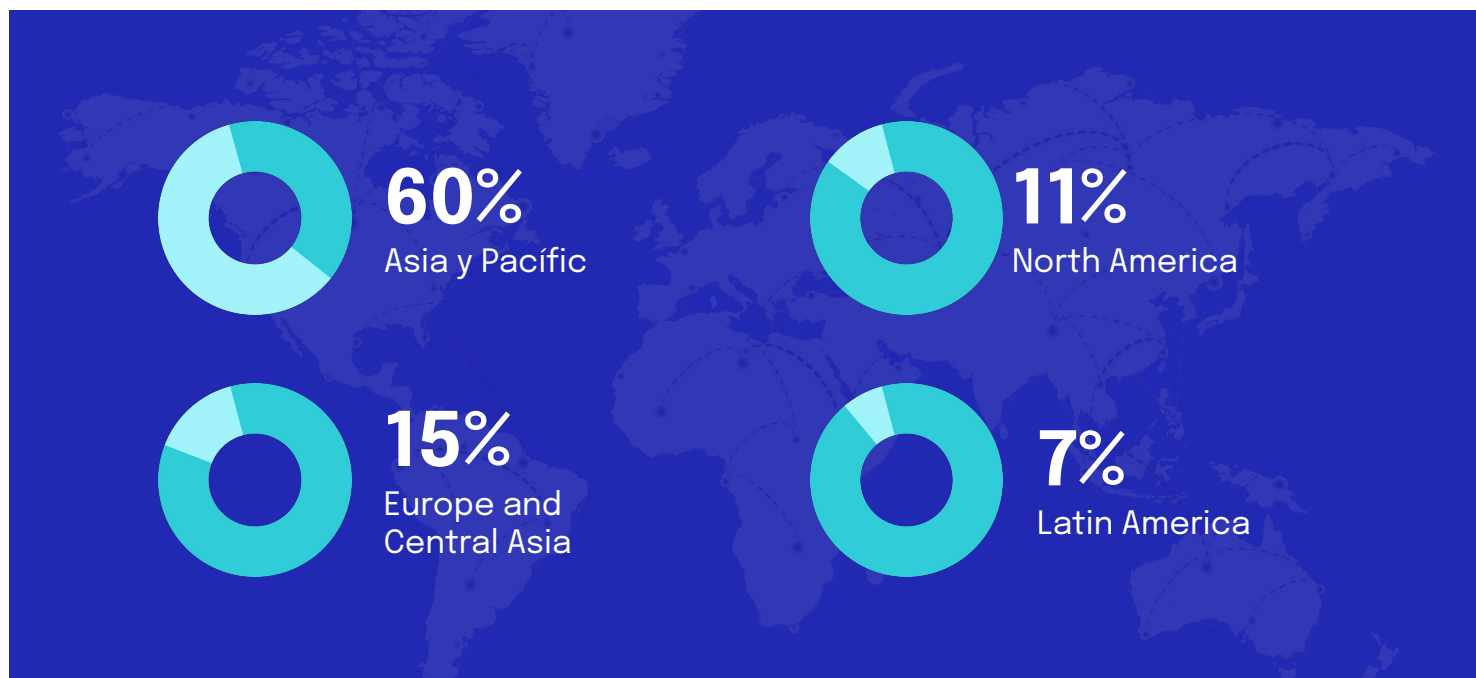 60%
Asia y Pacífic
11%
North America
15%
Europe and
Central Asia
7%
Latin America